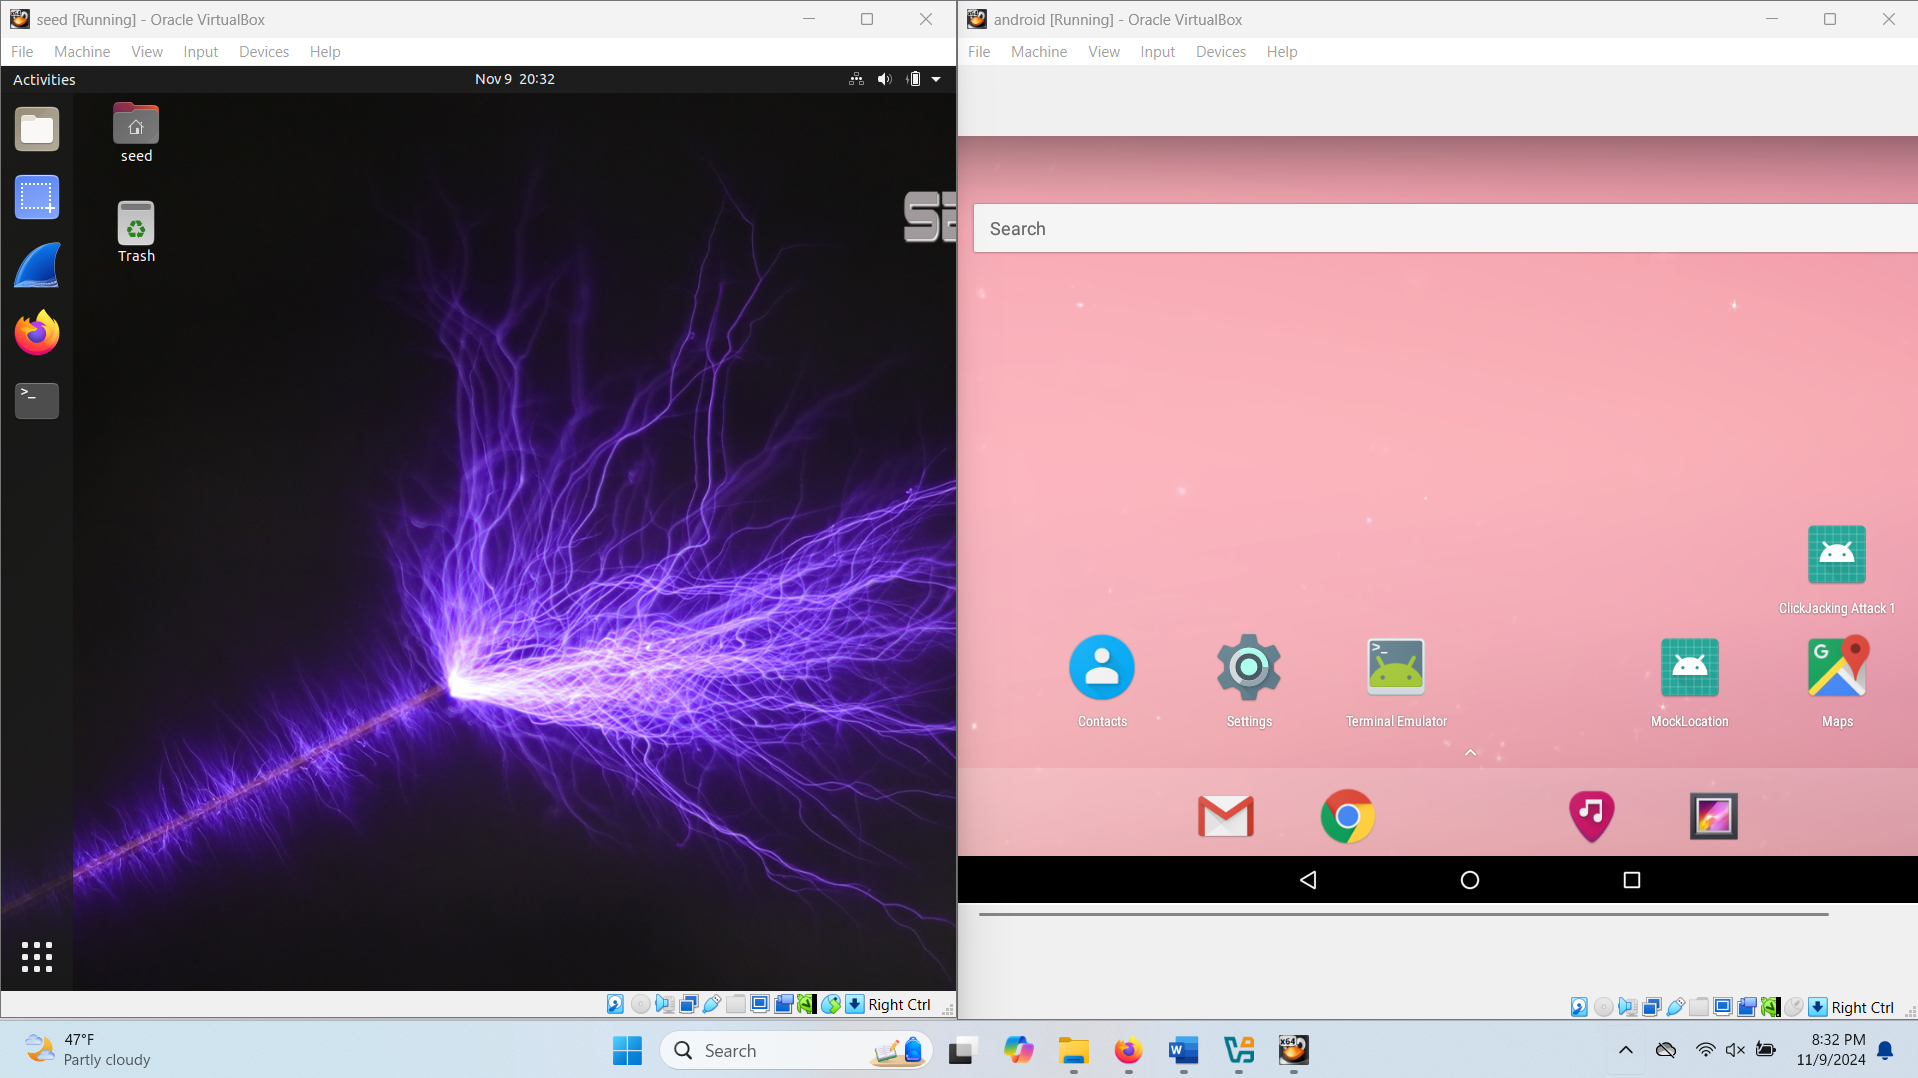 seed [Running] - Oracle VirtualBox
File Machine View Input Devices Help
Activities
Nov 9 20:32
seed
Trash
Right Ctrl
android [Running] - Oracle VirtualBox
File Machine View Input Devices Help
Search
ClickJacking Attack 1
Contacts
Settings
Terminal Emulator
MockLocation
Maps
Right Ctrl
47°F
Partly cloudy
Search
8:32 PM
11/9/2024